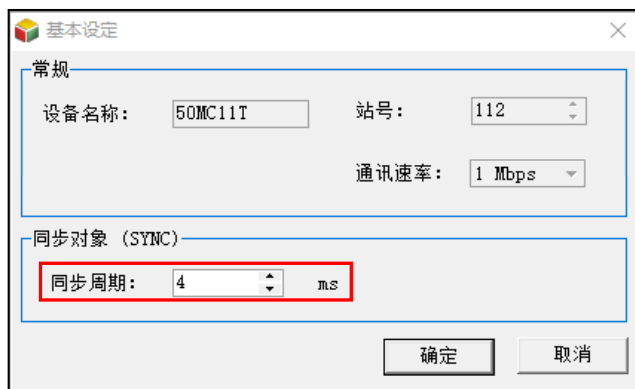 基本设定
常规
设备名称： 50MC11T 站号： 112
通讯速率： 1 Mbps
同步对象 (SYNC)
同步周期： 4 ms
确定 取消